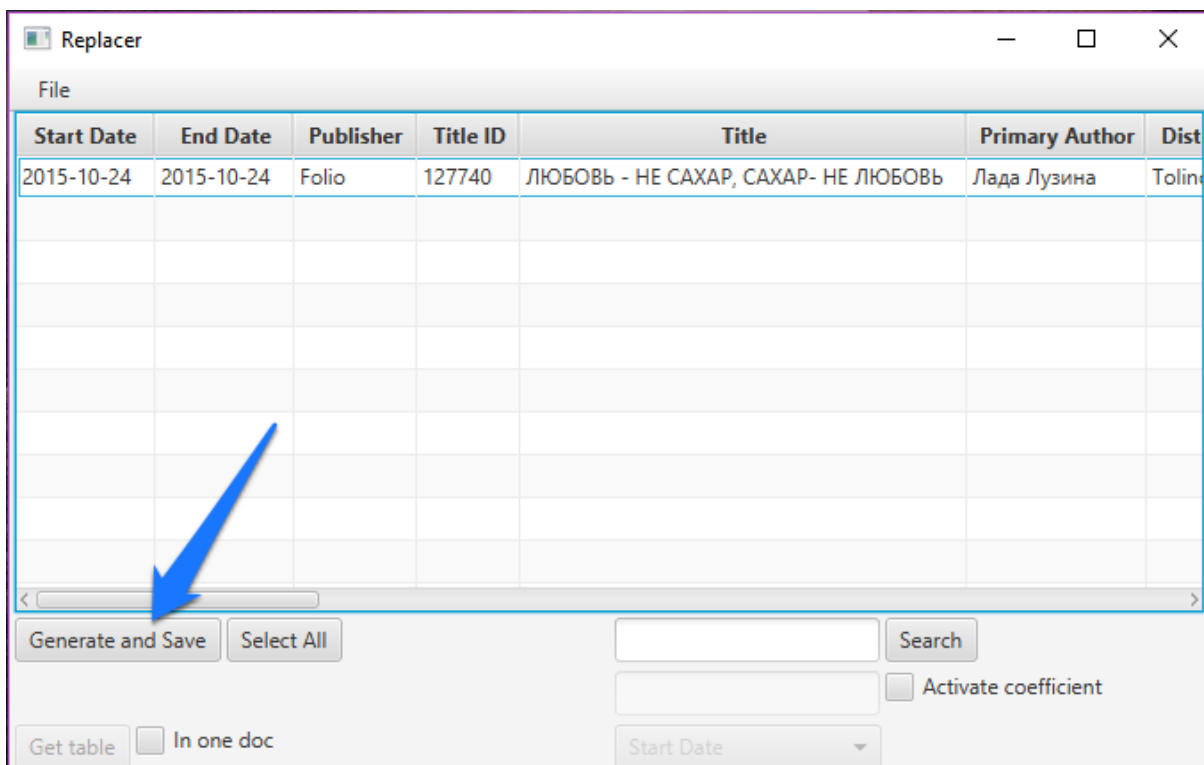 Replacer
File
Start Date End Date Publisher Title ID Title Primary Author Dist
2015-10-24 2015-10-24 Folio 127740 ЛЮБОВЬ - НЕ САХАР, САХАР- НЕ ЛЮБОВЬ Лада Лузина Tolin
Generate and Save Select All Search
Activate coefficient
Get table In one doc Start Date